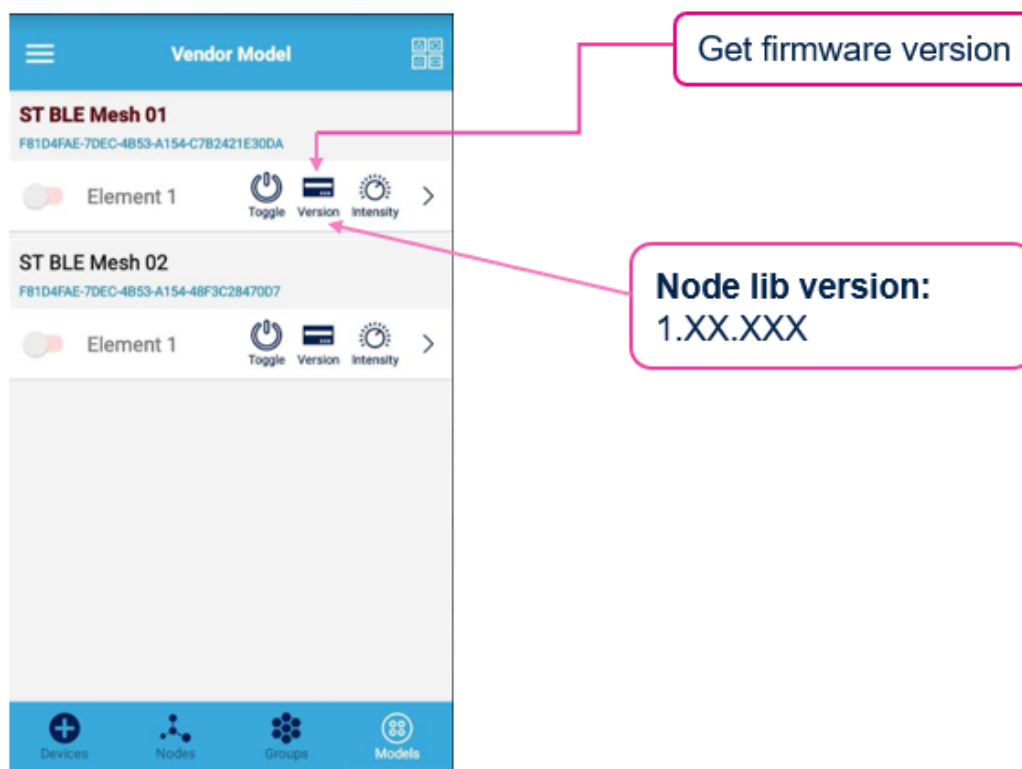 Vendor Model
Get firmware version
ST BLE Mesh 01
F81D4FAE-7DEC-4B53-A154-C7B2421E30DA
Element 1
Toggle Version Intensity
ST BLE Mesh 02
F81D4FAE-7DEC-4B53-A154-48F3C28470D7
Element 1
Toggle Version Intensity
Node lib version:
1.XX.XXX
Devices Nodes Groups Models